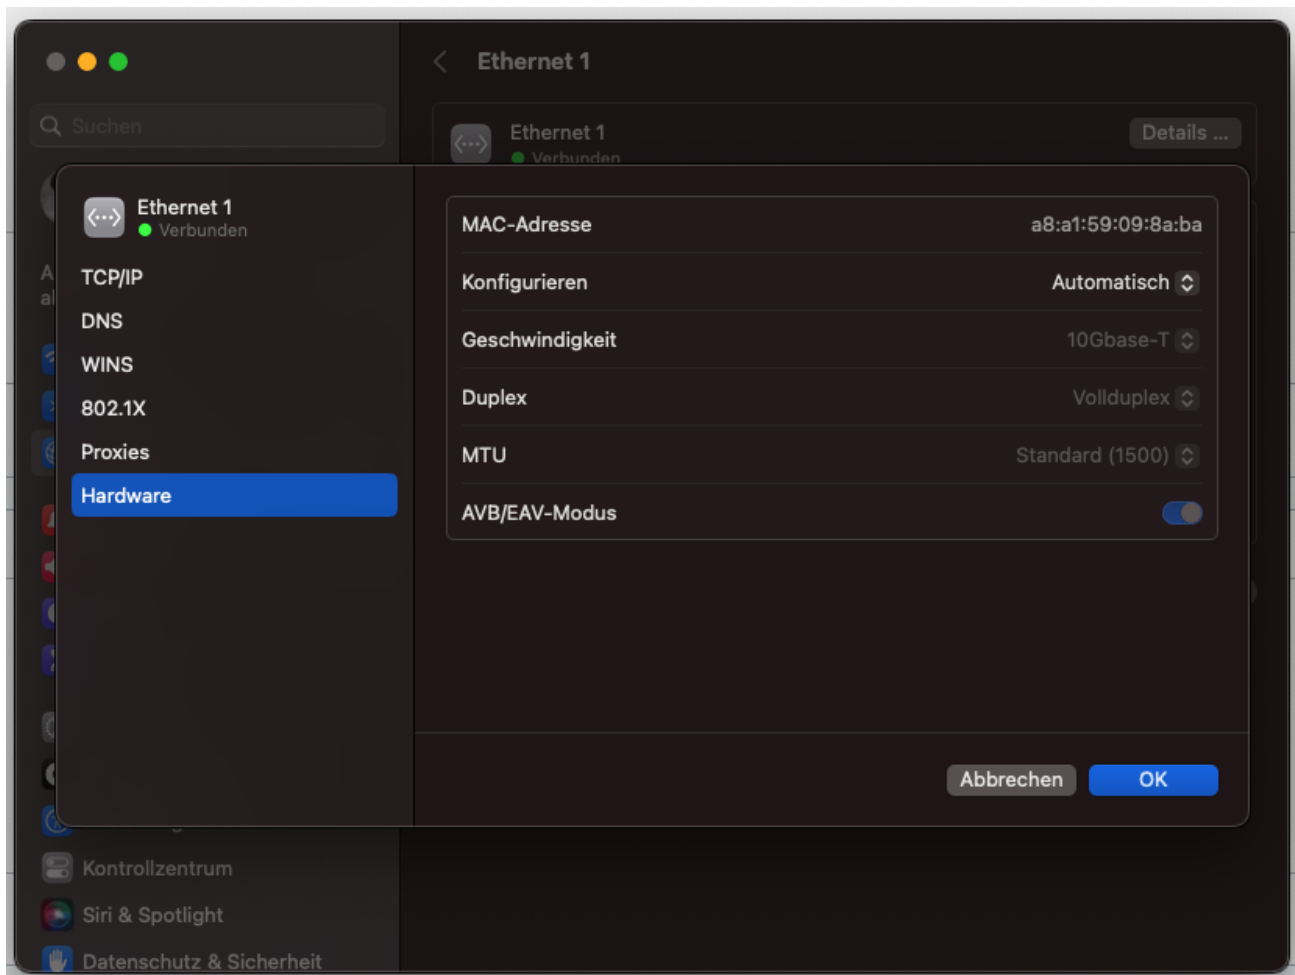 Ethernet 1
Suchen
Ethernet 1
Verbunden
Details ...
Ethernet 1
Verbunden
TCP/IP
DNS
WINS
802.1X
Proxies
Hardware
MAC-Adresse a8:a1:59:09:8a:ba
Konfigurieren Automatisch
Geschwindigkeit 10Gbase-T
Duplex Vollduplex
MTU Standard (1500)
AVB/EAV-Modus
Abbrechen OK
Kontrollzentrum
Siri & Spotlight
Datenschutz & Sicherheit